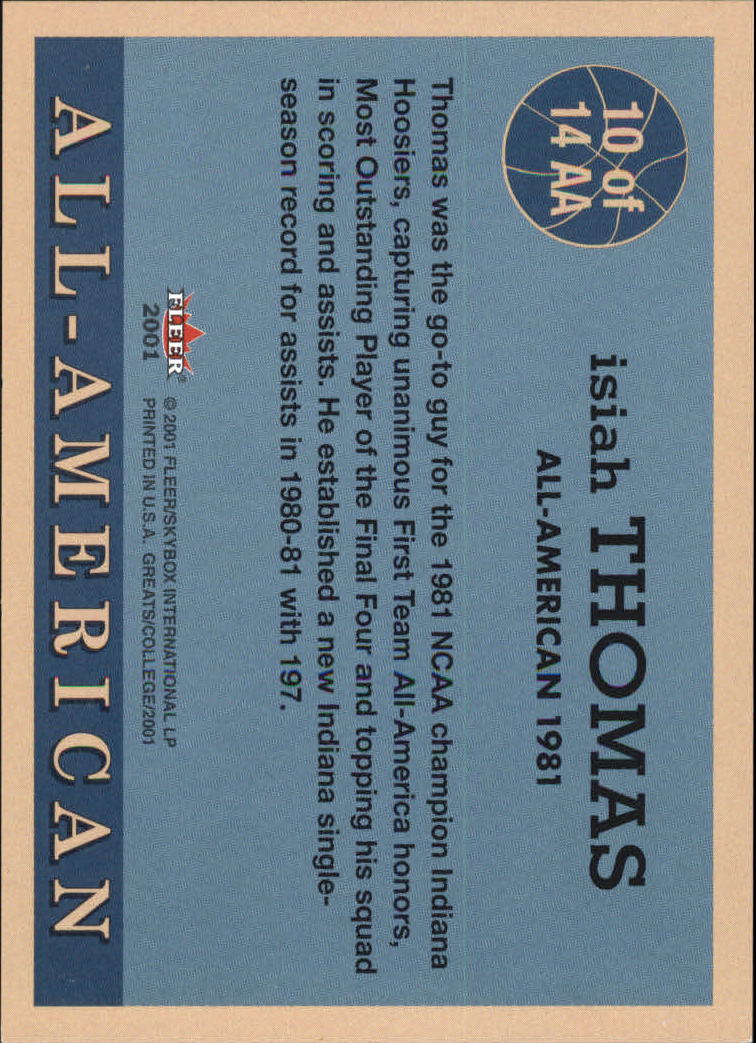 10 of
14 AA
isiah THOMAS
ALL-AMERICAN 1981
Thomas was the go-to guy for the 1981 NCAA champion Indiana
Hoosiers, capturing unanimous First Team All-America honors,
Most Outstanding Player of the Final Four and topping his squad
in scoring and assists. He established a new Indiana single-
season record for assists in 1980-81 with 197.
FLEER®
2001
© 2001 FLEER/SKYBOX INTERNATIONAL LP
PRINTED IN U.S.A. GREATS/COLLEGE/2001
ALL-AMERICAN